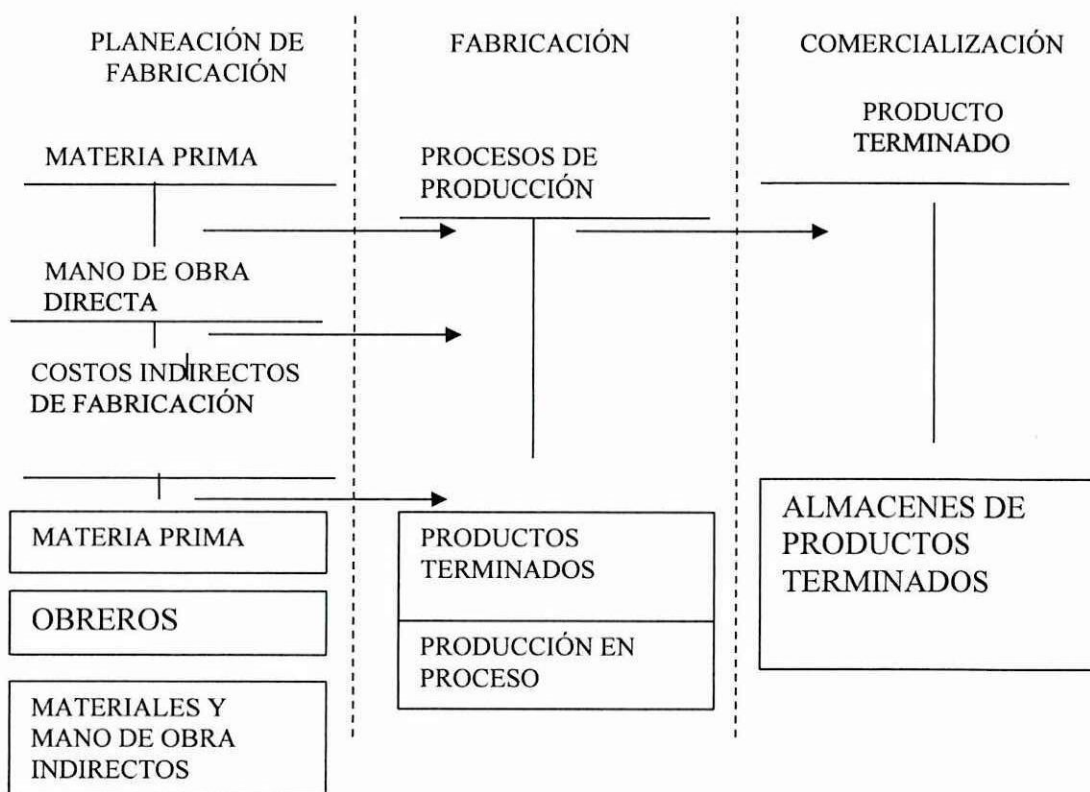 PLANEACIÓN DE
FABRICACIÓN
MATERIA PRIMA
MANO DE OBRA
DIRECTA
COSTOS INDIRECTOS
DE FABRICACIÓN
MATERIA PRIMA
OBREROS
MATERIALES Y
MANO DE OBRA
INDIRECTOS
FABRICACIÓN
PROCESOS DE
PRODUCCIÓN
PRODUCTOS
TERMINADOS
PRODUCCIÓN EN
PROCESO
COMERCIALIZACIÓN
PRODUCTO
TERMINADO
ALMACENES DE
PRODUCTOS
TERMINADOS